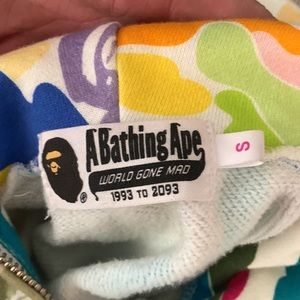 A Bathing Ape
WORLD GONE MAD
1993 TO 2093
S